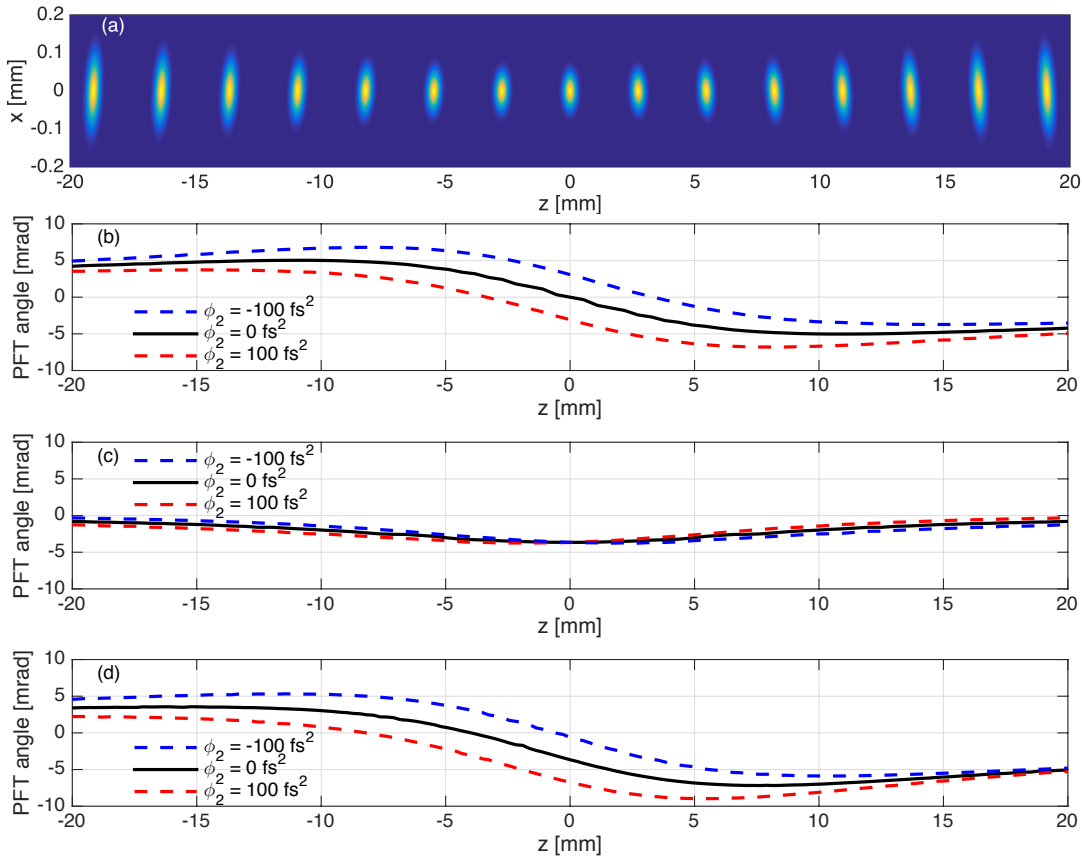 (a)
x [mm]
0.2
0.1
0
-0.1
-0.2
-20 -15 -10 -5 0 5 10 15 20
z [mm]
(b)
PFT angle [mrad]
10
5
0
-5
-10
ϕ₂ = -100 fs²
ϕ₂ = 0 fs²
ϕ₂ = 100 fs²
-20 -15 -10 -5 0 5 10 15 20
z [mm]
(c)
PFT angle [mrad]
10
5
0
-5
-10
ϕ₂ = -100 fs²
ϕ₂ = 0 fs²
ϕ₂ = 100 fs²
-20 -15 -10 -5 0 5 10 15 20
z [mm]
(d)
PFT angle [mrad]
10
5
0
-5
-10
ϕ₂ = -100 fs²
ϕ₂ = 0 fs²
ϕ₂ = 100 fs²
-20 -15 -10 -5 0 5 10 15 20
z [mm]